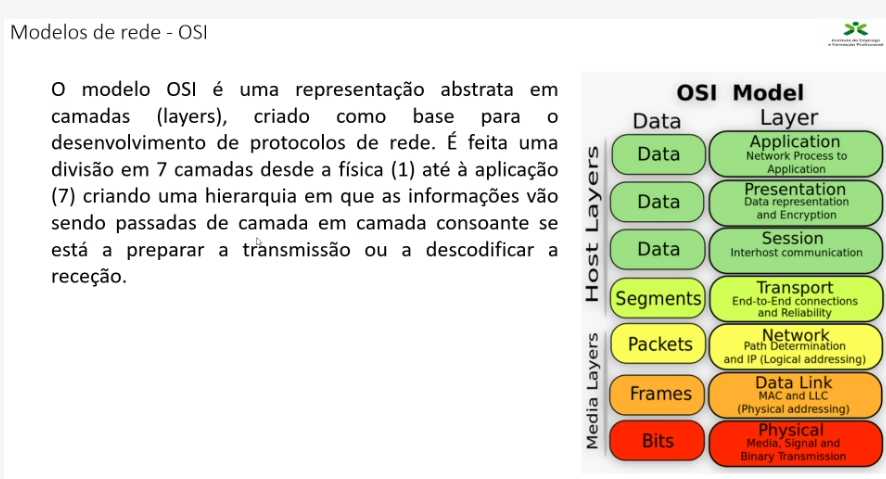 Modelos de rede - OSI
Instituto do Emprego
e Formação Profissional
O modelo OSI é uma representação abstrata em
camadas (layers), criado como base para o
desenvolvimento de protocolos de rede. É feita uma
divisão em 7 camadas desde a física (1) até à aplicação
(7) criando uma hierarquia em que as informações vão
sendo passadas de camada em camada consoante se
está a preparar a transmissão ou a descodificar a
receção.
OSI Model
Data
Layer
Host Layers
Data
Application
Network Process to
Application
Data
Presentation
Data representation
and Encryption
Data
Session
Interhost communication
Segments
Transport
End-to-End connections
and Reliability
Media Layers
Packets
Network
Path Determination
and IP (Logical addressing)
Frames
Data Link
MAC and LLC
(Physical addressing)
Bits
Physical
Media, Signal and
Binary Transmission